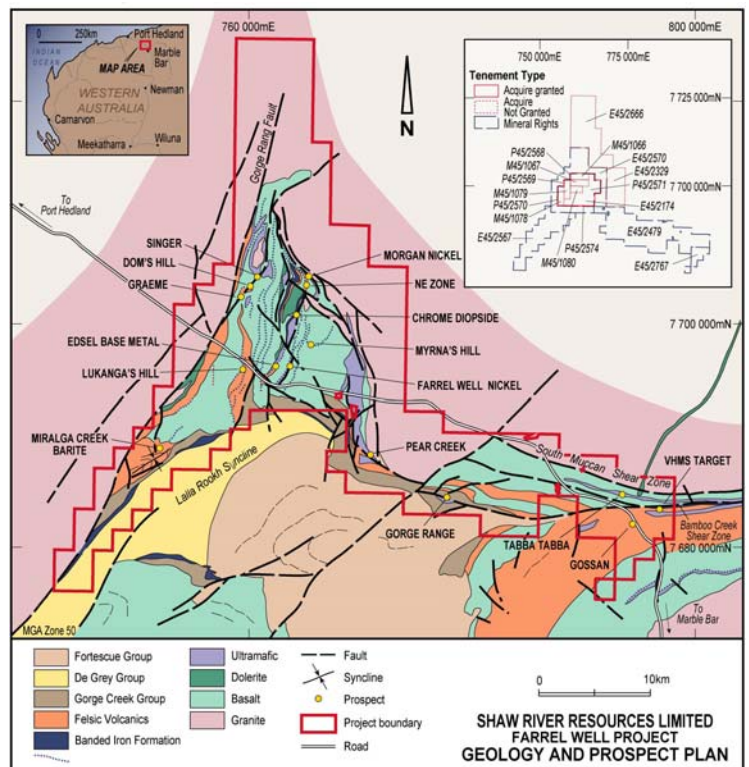 760 000mE
800 000mE
0 250km
Port Hedland
Marble
Bar
INDIAN
OCEAN
MAP AREA
WESTERN
AUSTRALIA
Newman
Carnarvon
Meekatharra
Wiluna
N
750 000mE
775 000mE
Tenement Type
Acquire granted
Acquire
Not Granted
Mineral Rights
7 725 000mN
E45/2666
P45/2568
M45/1066
M45/1067
E45/2570
P45/2569
E45/2329
M45/1079
P45/2571
7 700 000mN
P45/2570
E45/2174
M45/1078
E45/2567
E45/2479
P45/2574
M45/1080
E45/2767
To
Port Hedland
Gorge Rang Fault
SINGER
DOM'S HILL
GRAEME
MORGAN NICKEL
NE ZONE
CHROME DIOPSIDE
7 700 000mN
EDSEL BASE METAL
MYRNA'S HILL
LUKANGA'S HILL
FARREL WELL NICKEL
MIRALGA CREEK
BARITE
Lalla Rookh Syncline
PEAR CREEK
South Muccan Shear Zone
VHMS TARGET
GORGE RANGE
TABBA TABBA
GOSSAN
Bamboo Creek
Shear Zone
7 680 000mN
To
Marble Bar
MGA Zone 50
Fortescue Group
De Grey Group
Gorge Creek Group
Felsic Volcanics
Banded Iron Formation
Ultramafic
Dolerite
Basalt
Granite
Fault
Syncline
Prospect
Project boundary
Road
0 10km
SHAW RIVER RESOURCES LIMITED
FARREL WELL PROJECT
GEOLOGY AND PROSPECT PLAN